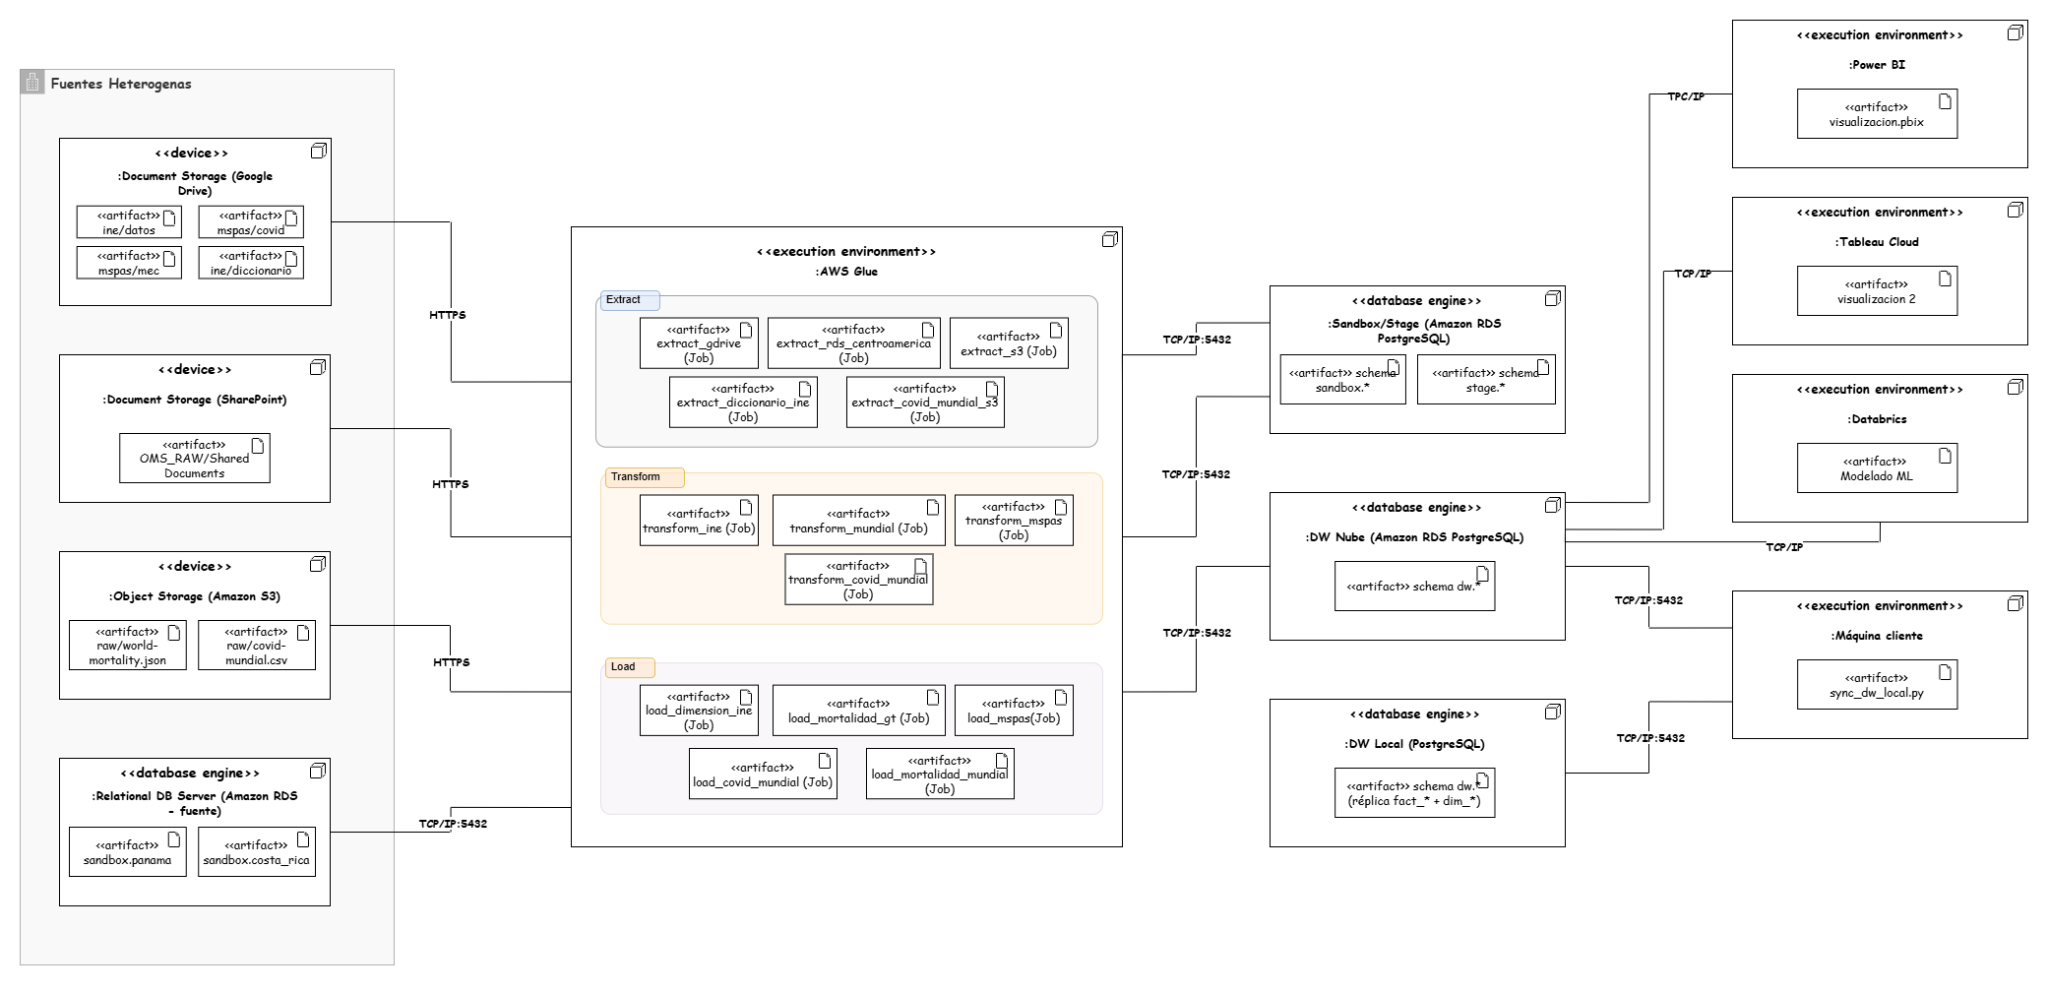 Fuentes Heterogenas
<<device>>
:Document Storage (Google
Drive)
<<artifact>>
ine/datos
<<artifact>>
mspas/covid
<<artifact>>
mspas/mec
<<artifact>>
ine/diccionario
<<device>>
:Document Storage (SharePoint)
<<artifact>>
OMS_RAW/Shared
Documents
<<device>>
:Object Storage (Amazon S3)
<<artifact>>
raw/world-
mortality.json
<<artifact>>
raw/covid-
mundial.csv
<<database engine>>
:Relational DB Server (Amazon RDS
- fuente)
<<artifact>>
sandbox.panama
<<artifact>>
sandbox.costa_rica
HTTPS
HTTPS
HTTPS
TCP/IP:5432
<<execution environment>>
:AWS Glue
Extract
<<artifact>>
extract_gdrive
(Job)
<<artifact>>
extract_rds_centroamerica
(Job)
<<artifact>>
extract_s3 (Job)
<<artifact>>
extract_diccionario_ine
(Job)
<<artifact>>
extract_covid_mundial_s3
(Job)
Transform
<<artifact>>
transform_ine (Job)
<<artifact>>
transform_mundial (Job)
<<artifact>>
transform_mspas
(Job)
<<artifact>>
transform_covid_mundial
(Job)
Load
<<artifact>>
load_dimension_ine
(Job)
<<artifact>>
load_mortalidad_gt (Job)
<<artifact>>
load_mspas(Job)
<<artifact>>
load_covid_mundial (Job)
<<artifact>>
load_mortalidad_mundial
(Job)
TCP/IP:5432
TCP/IP:5432
TCP/IP:5432
<<database engine>>
:Sandbox/Stage (Amazon RDS
PostgreSQL)
<<artifact>> schema
sandbox.*
<<artifact>> schema
stage.*
<<database engine>>
:DW Nube (Amazon RDS PostgreSQL)
<<artifact>> schema dw.*
<<database engine>>
:DW Local (PostgreSQL)
<<artifact>> schema dw.*
(réplica fact_* + dim_*)
TPC/IP
TCP/IP
TCP/IP
TCP/IP:5432
TCP/IP:5432
<<execution environment>>
:Power BI
<<artifact>>
visualizacion.pbix
<<execution environment>>
:Tableau Cloud
<<artifact>>
visualizacion 2
<<execution environment>>
:Databrics
<<artifact>>
Modelado ML
<<execution environment>>
:Máquina cliente
<<artifact>>
sync_dw_local.py